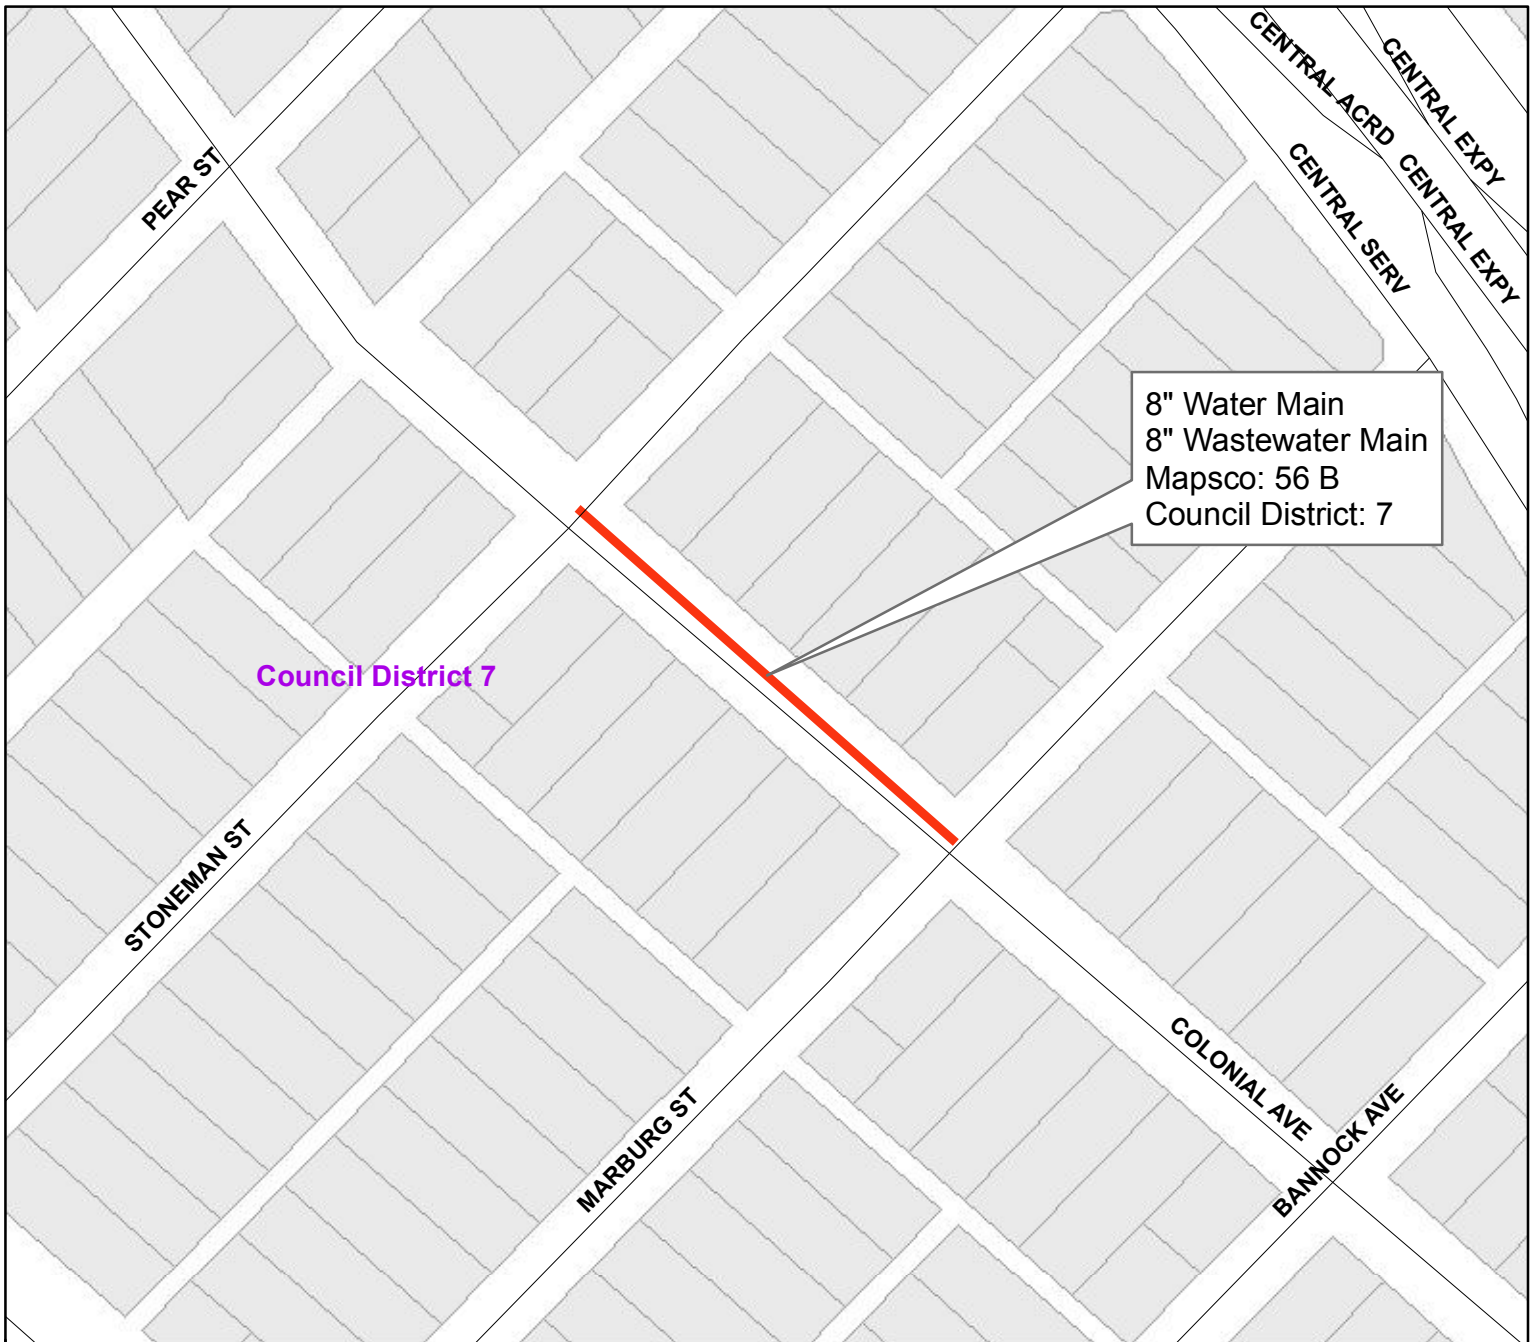 CENTRAL ACRD
CENTRAL EXPY
PEAR ST
CENTRAL SERV
CENTRAL EXPY
8" Water Main
8" Wastewater Main
Mapsco: 56 B
Council District: 7
Council District 7
STONEMAN ST
MARBURG ST
COLONIAL AVE
BANNOCK AVE